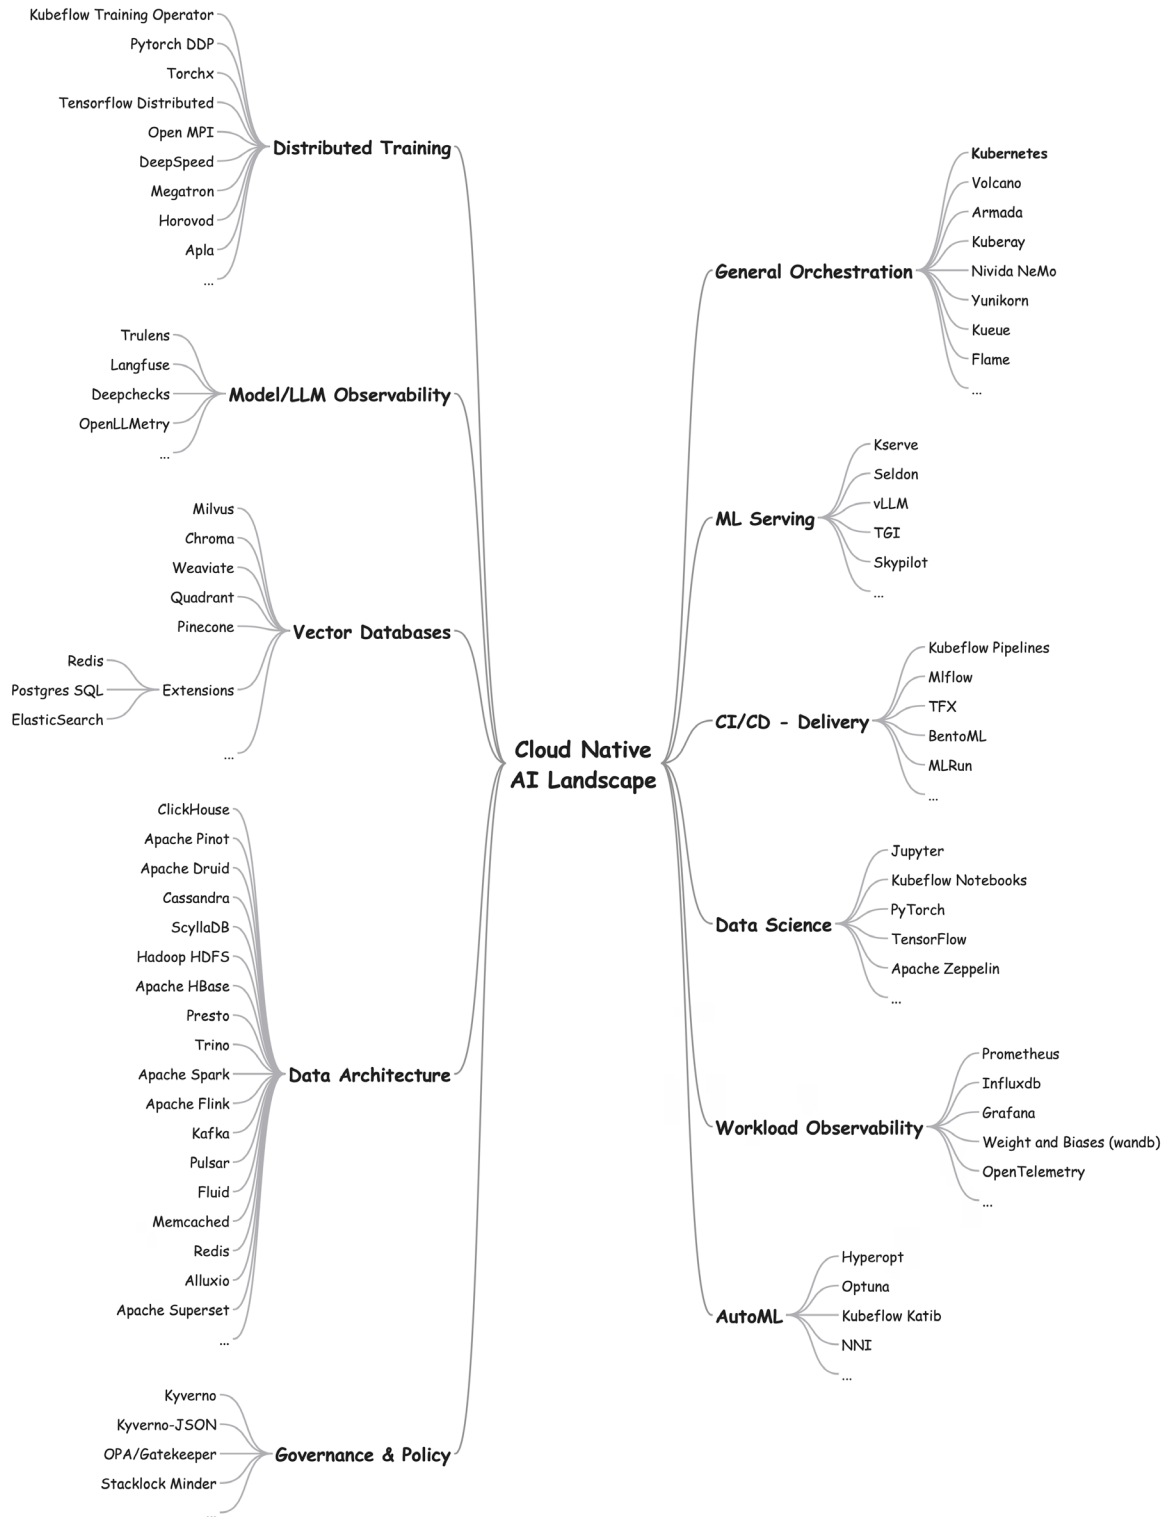 Kubeflow Training Operator
Pytorch DDP
Torchx
Tensorflow Distributed
Open MPI
DeepSpeed
Megatron
Horovod
Apla
...
Distributed Training
Trulens
Langfuse
Deepchecks
OpenLLMetry
...
Model/LLM Observability
Milvus
Chroma
Weaviate
Quadrant
Pinecone
Redis
Postgres SQL
ElasticSearch
Extensions
...
Vector Databases
ClickHouse
Apache Pinot
Apache Druid
Cassandra
ScyllaDB
Hadoop HDFS
Apache HBase
Presto
Trino
Apache Spark
Apache Flink
Kafka
Pulsar
Fluid
Memcached
Redis
Alluxio
Apache Superset
...
Data Architecture
Kyverno
Kyverno-JSON
OPA/Gatekeeper
Stacklock Minder
...
Governance & Policy
Cloud Native
AI Landscape
General Orchestration
Kubernetes
Volcano
Armada
Kuberay
Nivida NeMo
Yunikorn
Kueue
Flame
...
ML Serving
Kserve
Seldon
vLLM
TGI
Skypilot
...
CI/CD - Delivery
Kubeflow Pipelines
Mlflow
TFX
BentoML
MLRun
...
Data Science
Jupyter
Kubeflow Notebooks
PyTorch
TensorFlow
Apache Zeppelin
...
Workload Observability
Prometheus
Influxdb
Grafana
Weight and Biases (wandb)
OpenTelemetry
...
AutoML
Hyperopt
Optuna
Kubeflow Katib
NNI
...